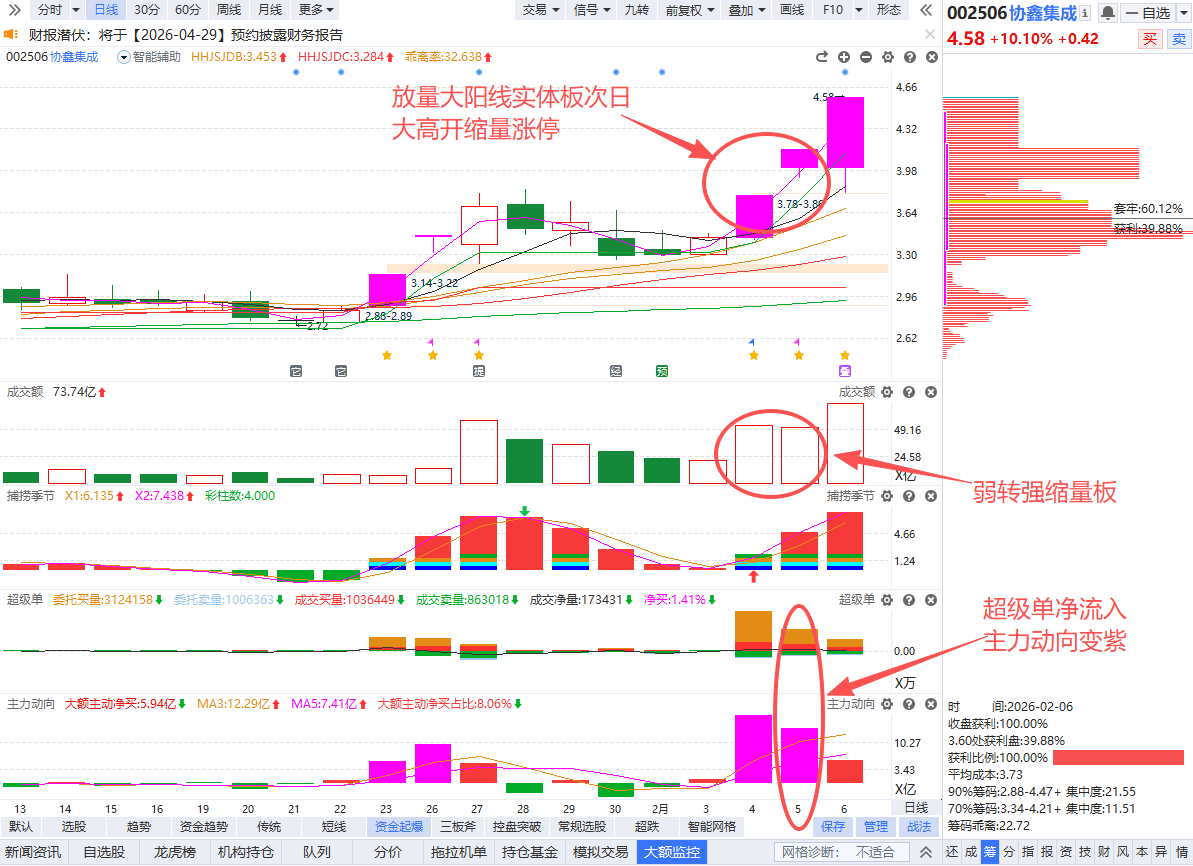 分时 日线 30分 60分 周线 月线 更多 交易 信号 九转 前复权 叠加 画线 F10 形态
002506协鑫集成 自选
财报潜伏：将于【2026-04-29】预约披露财务报告
4.58 +10.10% +0.42 买 卖
002506 协鑫集成 智能辅助 HHJSJDB:3.453 HHJSJDC:3.284 乖离率:32.638
放量大阳线实体板次日
大高开缩量涨停
4.58
4.66
4.32
3.98
3.64
3.30
2.96
2.62
3.14-3.22
2.88-2.89
2.72
套牢:60.12%
获利:39.88%
它 它 提 经 预
成交额 73.74亿 成交额
49.16
24.58
X亿
弱转强缩量板
捕捞季节 X1:6.135 X2:7.438 彩柱数:4.000 捕捞季节
4.66
1.24
超级单 委托买量:3124158 委托卖量:1006363 成交买量:1036449 成交卖量:863018 成交净量:173431 净买:1.41% 超级单
0.00
X万
超级单净流入
主力动向变紫
主力动向 大额主动净买:5.94亿 MA3:12.29亿 MA5:7.41亿 大额主动净买占比:8.06% 主力动向
10.27
3.43
X亿
时 间:2026-02-06
收盘获利:100.00%
3.60处获利盘:39.88%
获利比例:100.00%
平均成本:3.73
90%筹码:2.88-4.47+ 集中度:21.55
70%筹码:3.34-4.21+ 集中度:11.51
筹码乖离:22.72
13 14 15 16 19 20 21 22 23 26 27 28 29 30 2月 3 4 5 6 日线
默认 选股 趋势 资金趋势 传统 短线 资金起爆 三板斧 控盘突破 常规选股 超跌 智能网格 保存 管理 战法
新闻资讯 自选股 龙虎榜 机构持仓 队列 分价 拖拉机单 持仓基金 模拟交易 大额监控 网格诊断： 不适合 还 成 筹 分 指 报 资 技 财 风 本 异 情